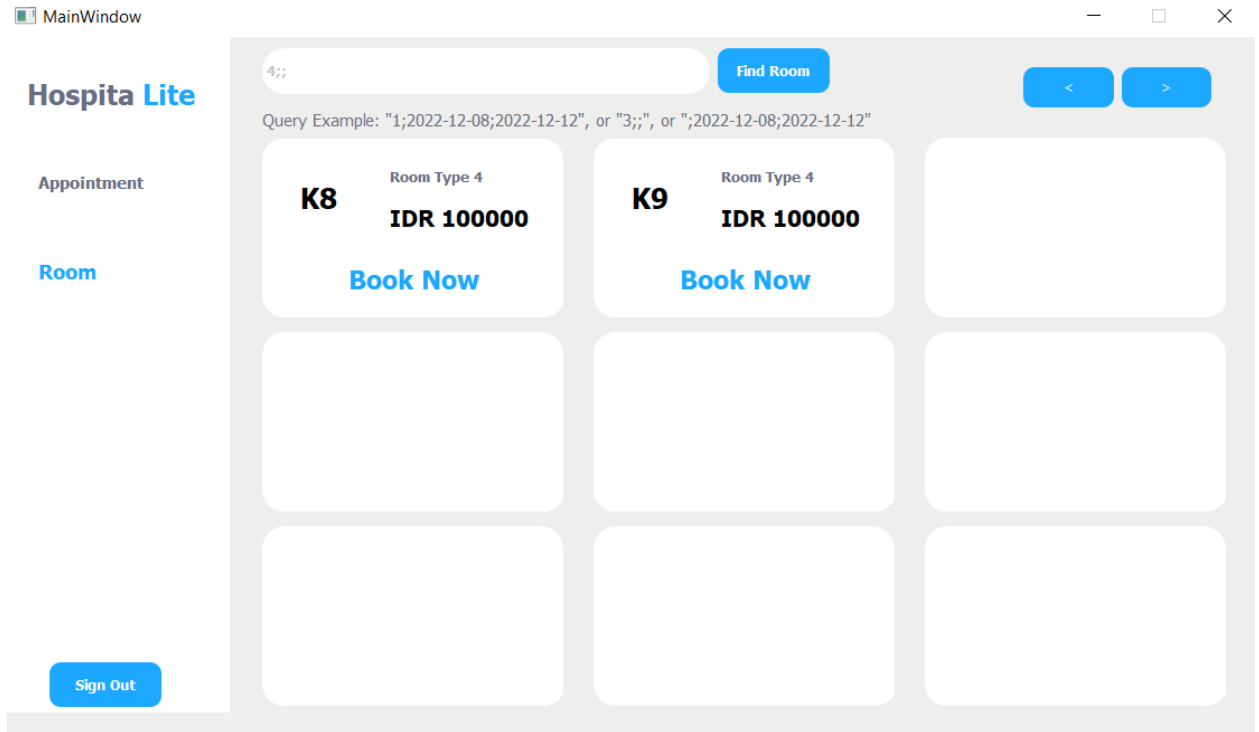 MainWindow
Hospita Lite
Appointment
Room
Sign Out
4;;
Find Room
<
>
Query Example: "1;2022-12-08;2022-12-12", or "3;;", or ";2022-12-08;2022-12-12"
K8
Room Type 4
IDR 100000
Book Now
K9
Room Type 4
IDR 100000
Book Now